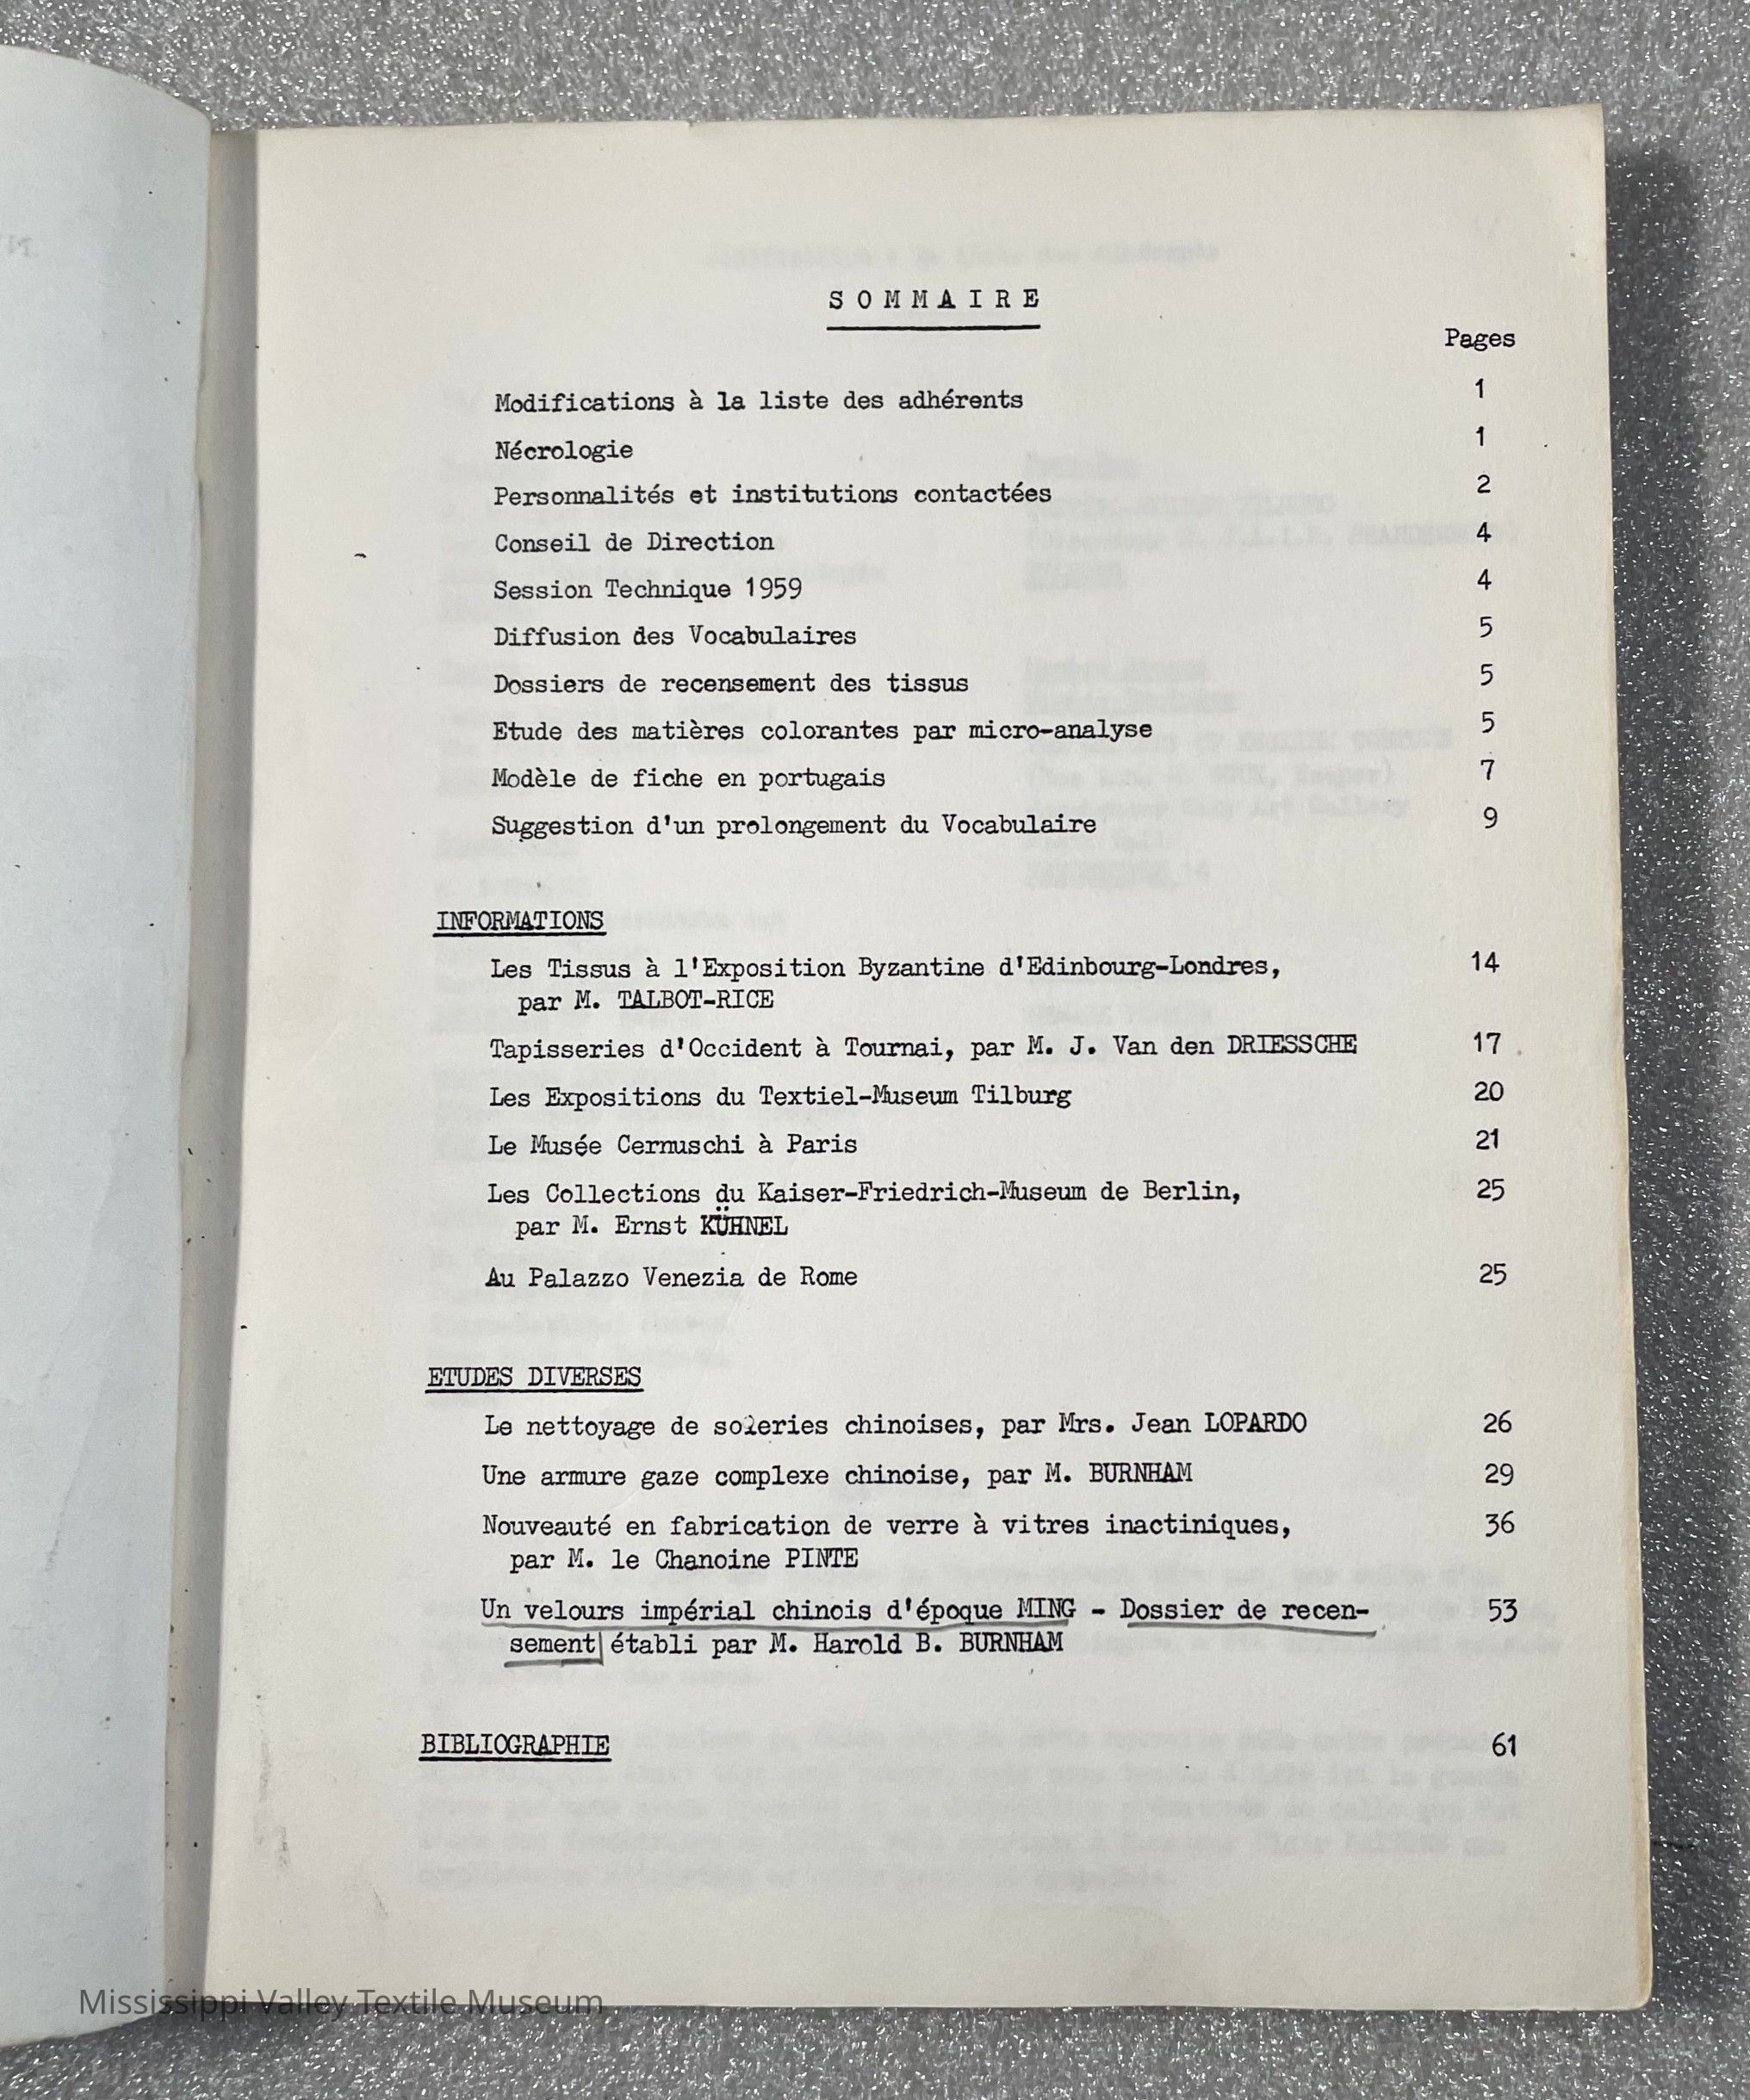 SOMMAIRE
Pages
Modifications à la liste des adhérents 1
Nécrologie 1
Personnalités et institutions contactées 2
Conseil de Direction 4
Session Technique 1959 4
Diffusion des Vocabulaires 5
Dossiers de recensement des tissus 5
Etude des matières colorantes par micro-analyse 5
Modèle de fiche en portugais 7
Suggestion d'un prolongement du Vocabulaire 9
INFORMATIONS
Les Tissus à l'Exposition Byzantine d'Edinbourg-Londres, 14
par M. TALBOT-RICE
Tapisseries d'Occident à Tournai, par M. J. Van den DRIESSCHE 17
Les Expositions du Textiel-Museum Tilburg 20
Le Musée Cernuschi à Paris 21
Les Collections du Kaiser-Friedrich-Museum de Berlin, 25
par M. Ernst KÜHNEL
Au Palazzo Venezia de Rome 25
ETUDES DIVERSES
Le nettoyage de soieries chinoises, par Mrs. Jean LOPARDO 26
Une armure gaze complexe chinoise, par M. BURNHAM 29
Nouveauté en fabrication de verre à vitres inactiniques, 36
par M. le Chanoine PINTE
Un velours impérial chinois d'époque MING - Dossier de recen- 53
sement établi par M. Harold B. BURNHAM
BIBLIOGRAPHIE 61
Mississippi Valley Textile Museum